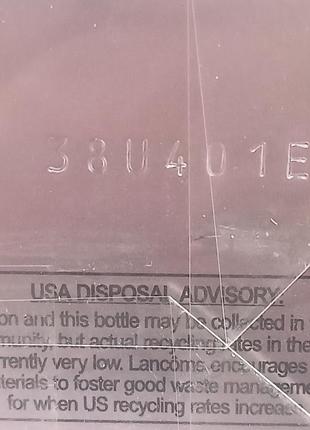 38U401E
USA DISPOSAL ADVISORY:
on and this bottle may be collected in
munity, but actual recycling rates in the
rrently very low. Lancôme encourages
terials to foster good waste manageme
for when US recycling rates increas